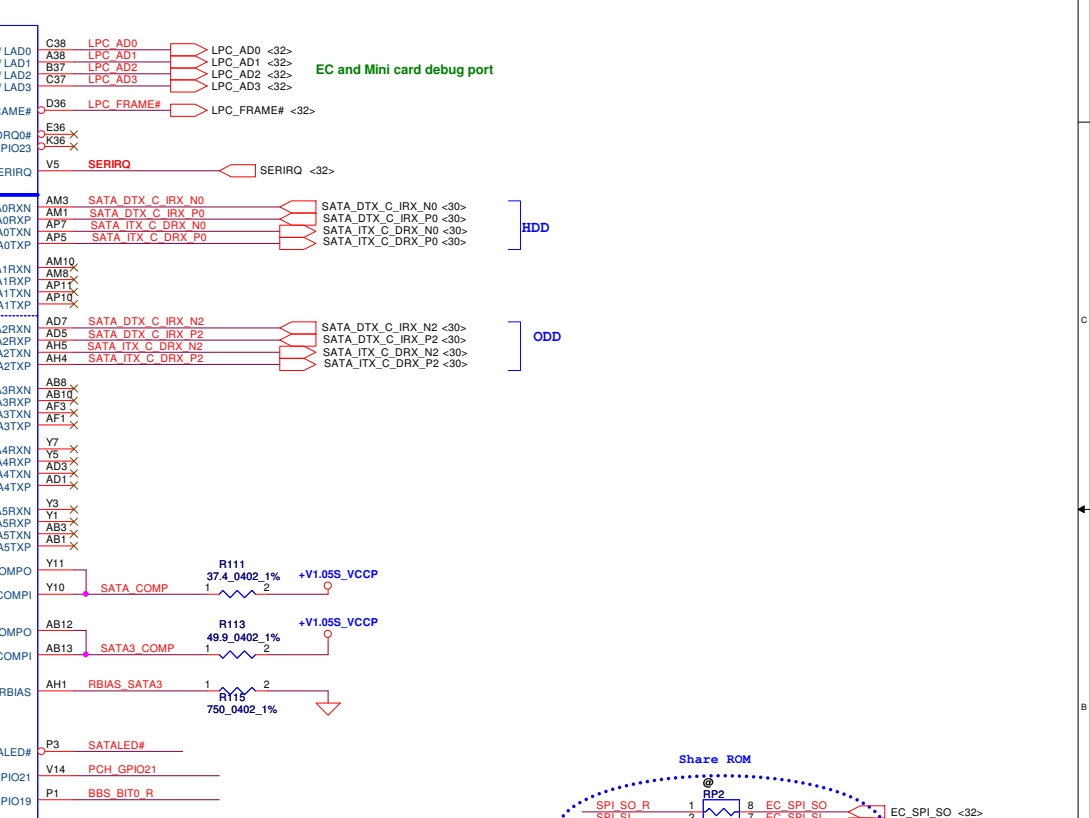 LAD0 C38 LPC_AD0 LPC_AD0 <32>
LAD1 A38 LPC_AD1 LPC_AD1 <32>
LAD2 B37 LPC_AD2 LPC_AD2 <32>
LAD3 C37 LPC_AD3 LPC_AD3 <32>
EC and Mini card debug port
AME# D36 LPC_FRAME# LPC_FRAME# <32>
RQ0# E36
PIO23 K36
ERIRQ V5 SERIRQ SERIRQ <32>
A0RXN AM3 SATA_DTX_C_IRX_N0 SATA_DTX_C_IRX_N0 <30>
A0RXP AM1 SATA_DTX_C_IRX_P0 SATA_DTX_C_IRX_P0 <30>
A0TXN AP7 SATA_ITX_C_DRX_N0 SATA_ITX_C_DRX_N0 <30>
A0TXP AP5 SATA_ITX_C_DRX_P0 SATA_ITX_C_DRX_P0 <30>
HDD
A1RXN AM10
A1RXP AM8
A1TXN AP11
A1TXP AP10
A2RXN AD7 SATA_DTX_C_IRX_N2 SATA_DTX_C_IRX_N2 <30>
A2RXP AD5 SATA_DTX_C_IRX_P2 SATA_DTX_C_IRX_P2 <30>
A2TXN AH5 SATA_ITX_C_DRX_N2 SATA_ITX_C_DRX_N2 <30>
A2TXP AH4 SATA_ITX_C_DRX_P2 SATA_ITX_C_DRX_P2 <30>
ODD
C
A3RXN AB8
A3RXP AB10
A3TXN AF3
A3TXP AF1
A4RXN Y7
A4RXP Y5
A4TXN AD3
A4TXP AD1
A5RXN Y3
A5RXP Y1
A5TXN AB3
A5TXP AB1
OMPO Y11
R111
37.4_0402_1%
+V1.05S_VCCP
COMPI Y10 SATA_COMP 1 2
OMPO AB12
R113
49.9_0402_1%
+V1.05S_VCCP
COMPI AB13 SATA3_COMP 1 2
RBIAS AH1 RBIAS_SATA3 1 2
R115
750_0402_1%
B
ALED# P3 SATALED#
PIO21 V14 PCH_GPIO21
PIO19 P1 BBS_BIT0_R
Share ROM
@
RP2
SPI_SO_R 1 8 EC_SPI_SO EC_SPI_SO <32>